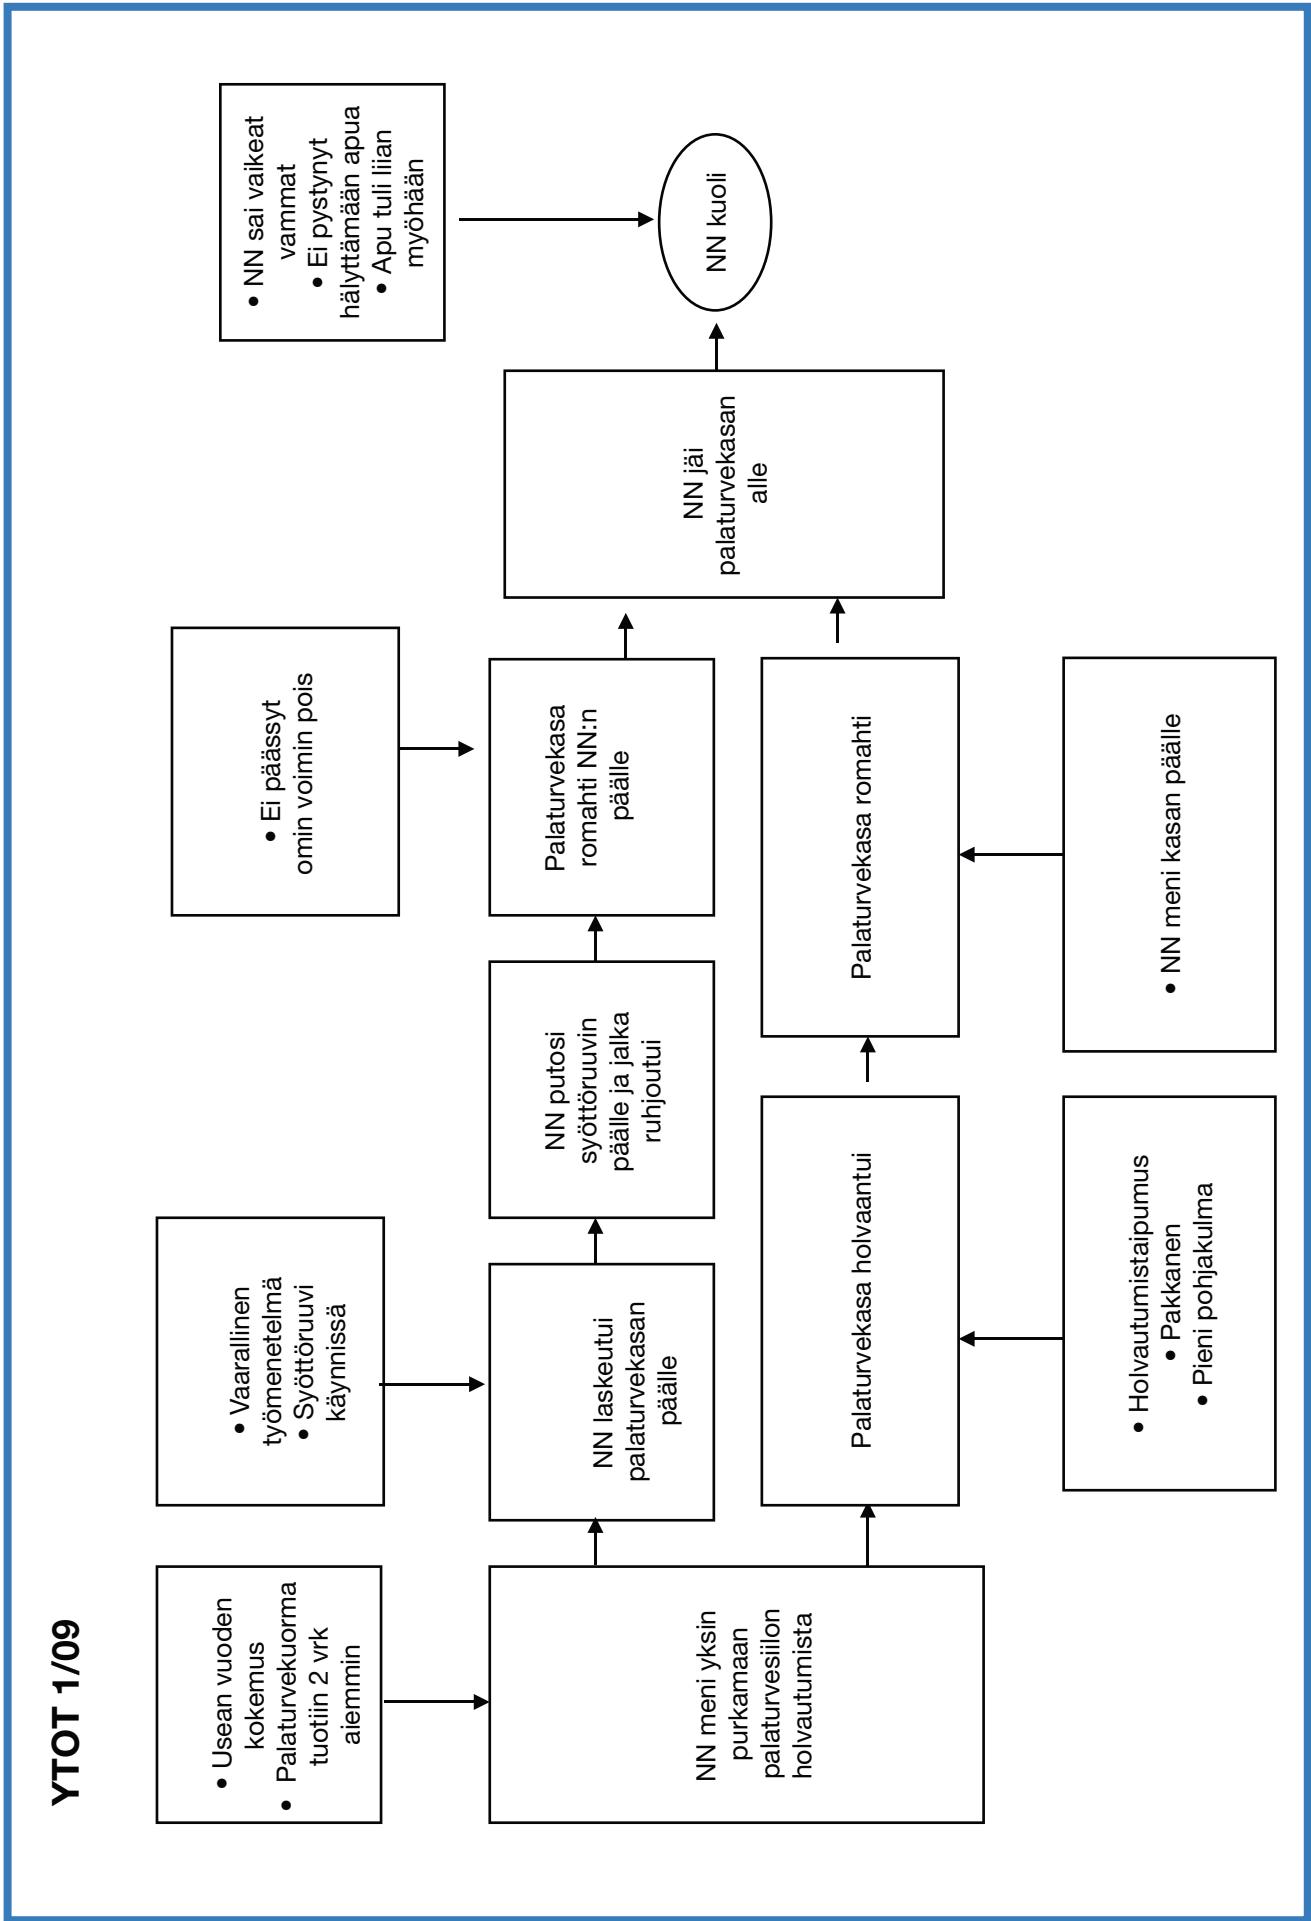 YTOT 1/09
• Usean vuoden
kokemus
• Palaturvekuorma
tuotiin 2 vrk
aiemmin
• Vaarallinen
työmenetelmä
• Syöttöruuvi
käynnissä
• Ei päässyt
omin voimin pois
• NN sai vaikeat
vammat
• Ei pystynyt
hälyttämään apua
• Apu tuli liian
myöhään
NN meni yksin
purkamaan
palaturvesiilon
holvautumista
NN laskeutui
palaturvekasan
päälle
NN putosi
syöttöruuvin
päälle ja jalka
ruhjoutui
Palaturvekasa
romahti NN:n
päälle
NN jäi
palaturvekasan
alle
NN kuoli
Palaturvekasa holvaantui
Palaturvekasa romahti
• Holvautumistaipumus
• Pakkanen
• Pieni pohjakulma
• NN meni kasan päälle